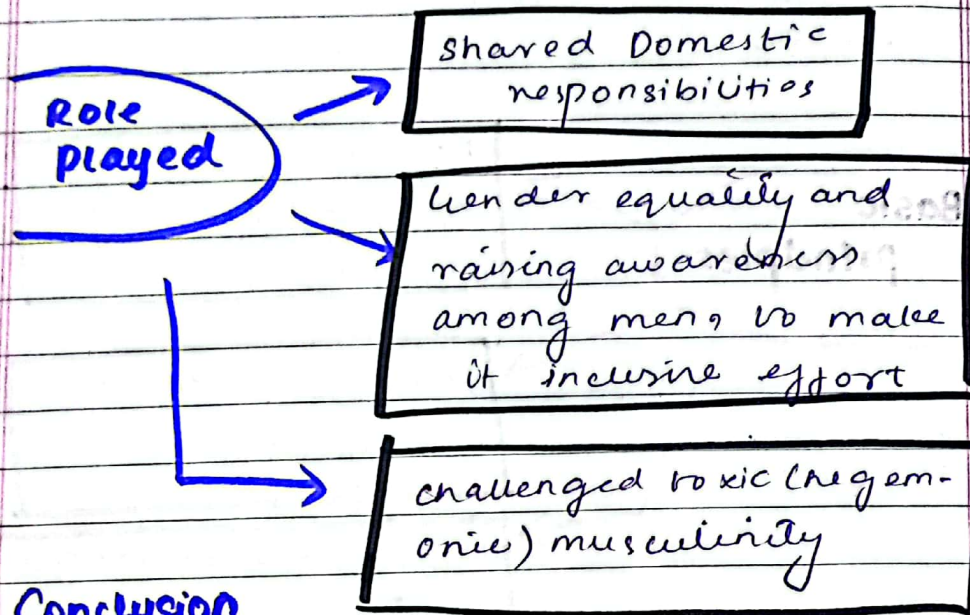 Role
played
shared Domestic
responsibilities
Gender equality and
raising awareness
among men, to make
it inclusive effort
challenged toxic (hegem-
onic) musculinity
Conclusion